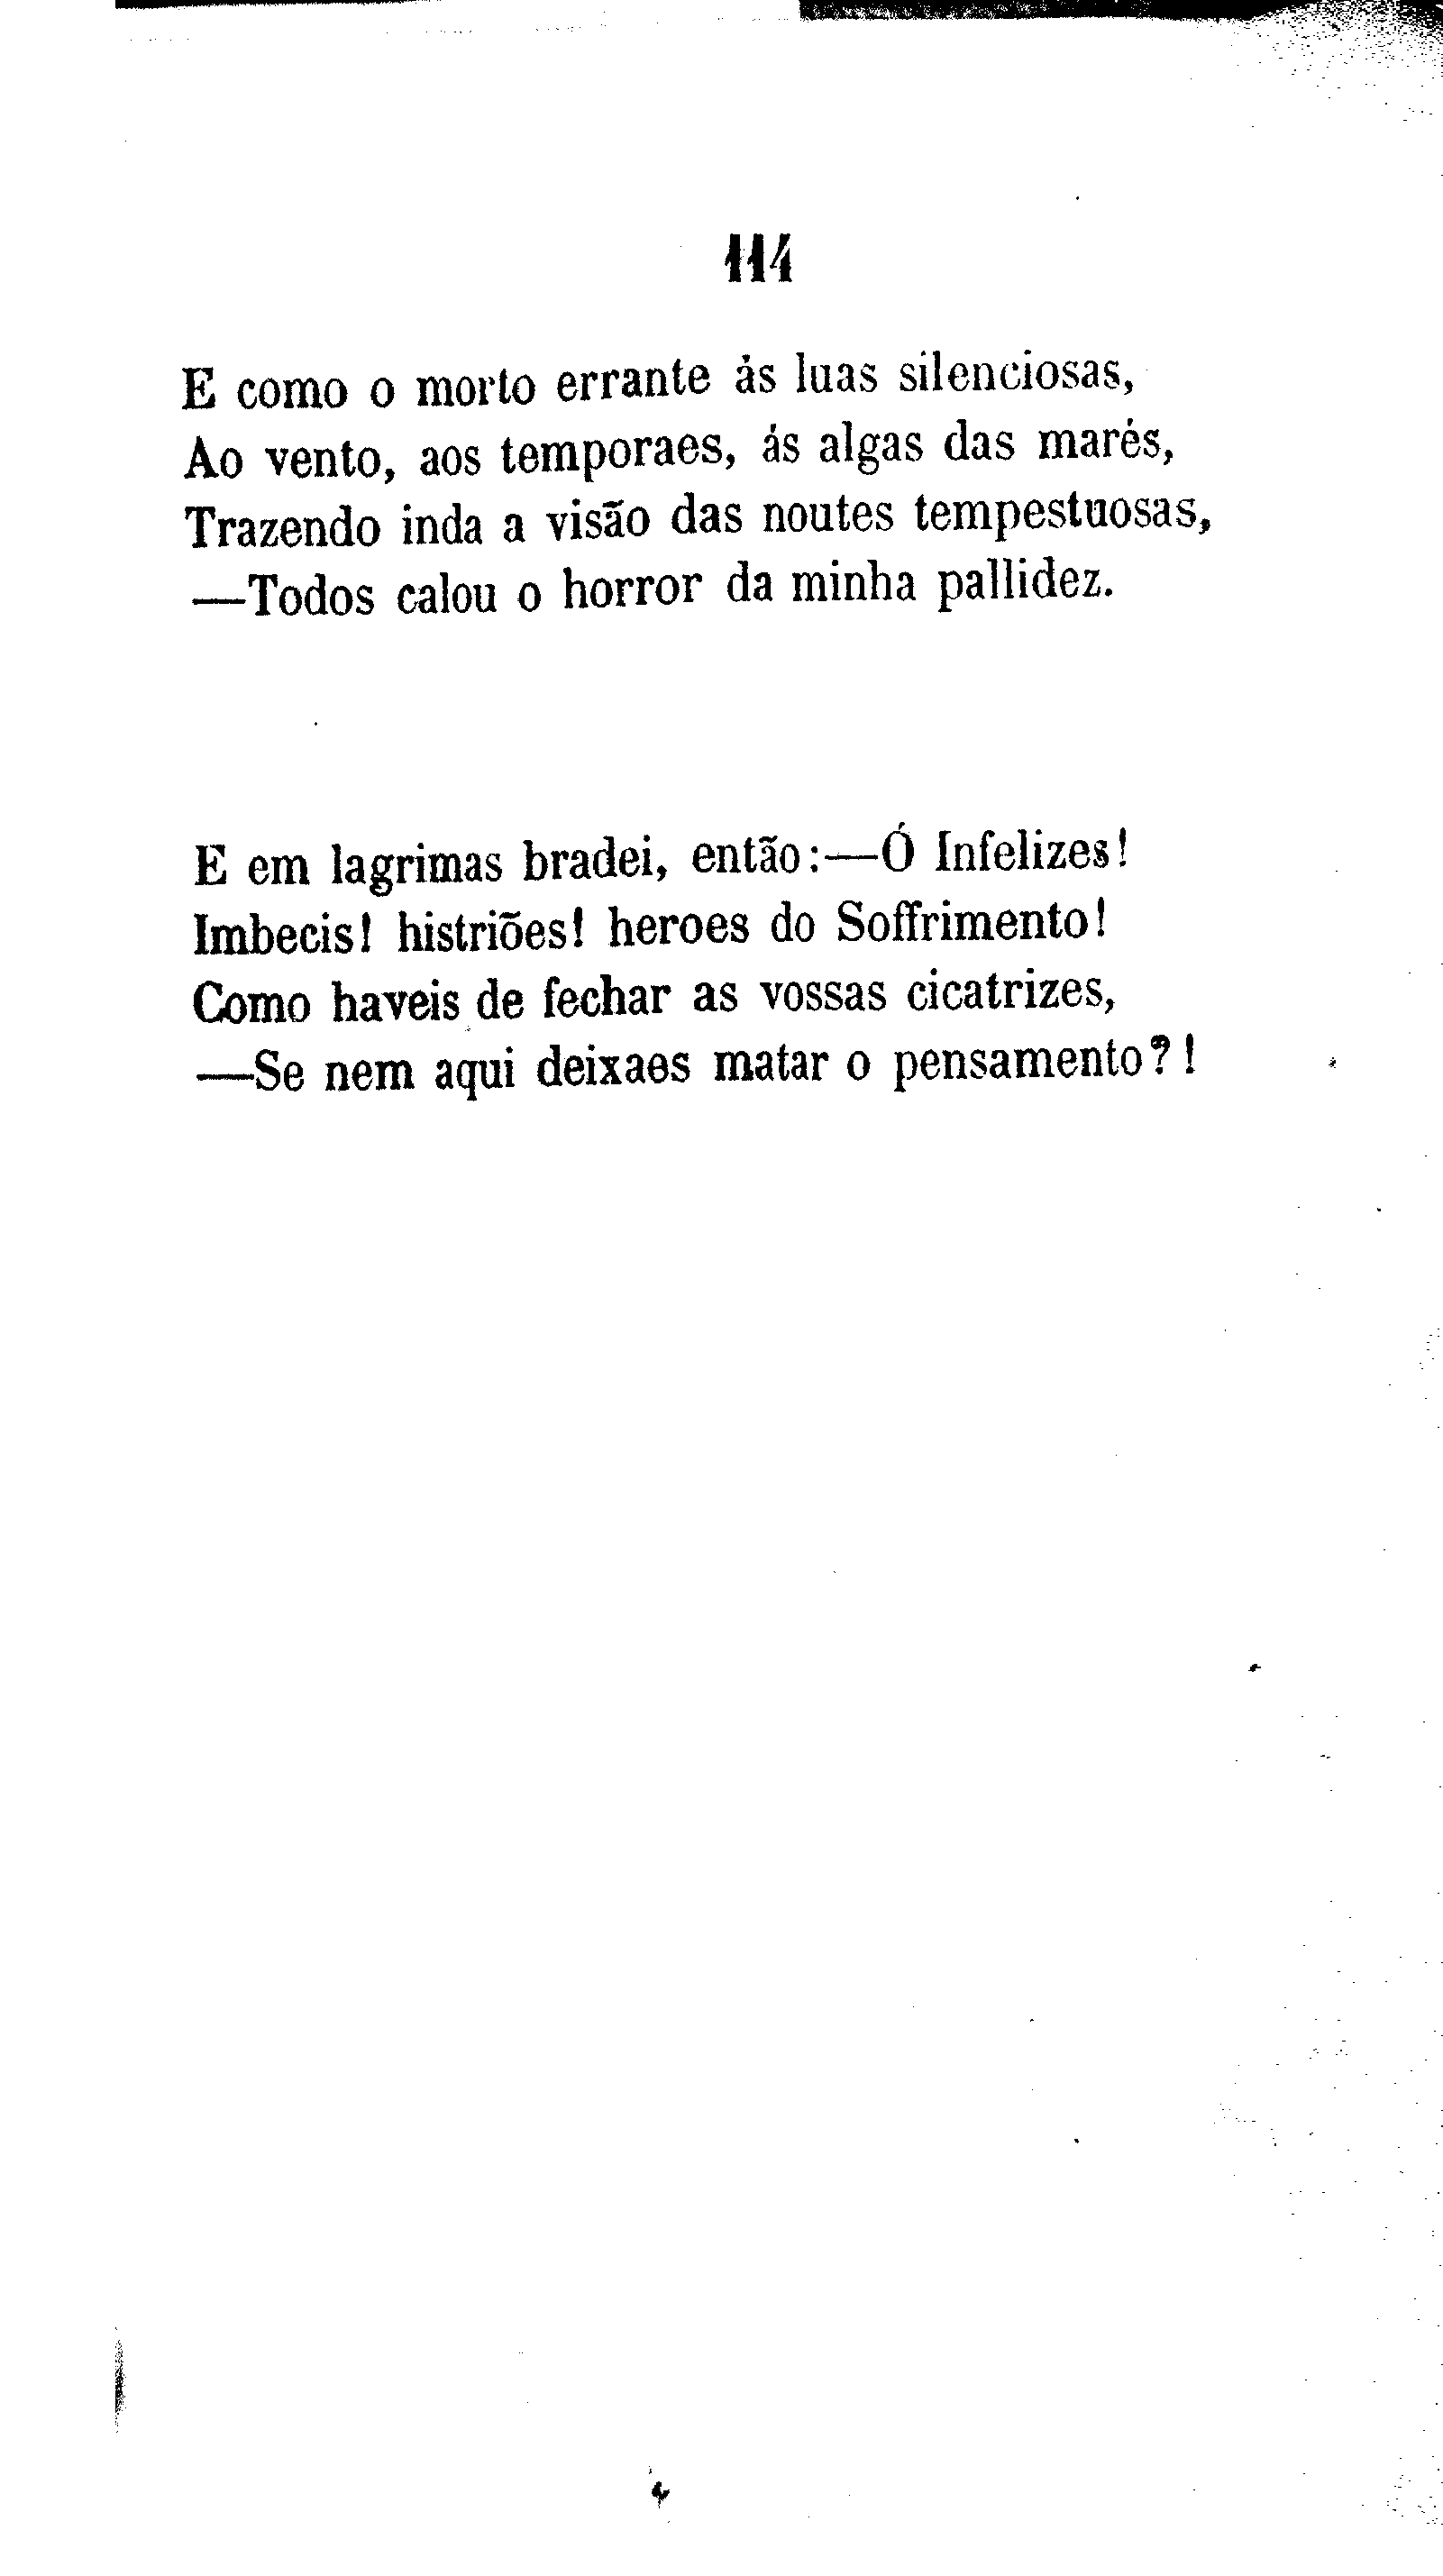 114
E como o morto errante ás luas silenciosas,
Ao vento, aos temporaes, ás algas das marés,
Trazendo inda a visão das noutes tempestuosas,
—Todos calou o horror da minha pallidez.
E em lagrimas bradei, então:—Ó Infelizes!
Imbecis! histriões! heroes do Soffrimento!
Como haveis de fechar as vossas cicatrizes,
—Se nem aqui deixaes matar o pensamento?!